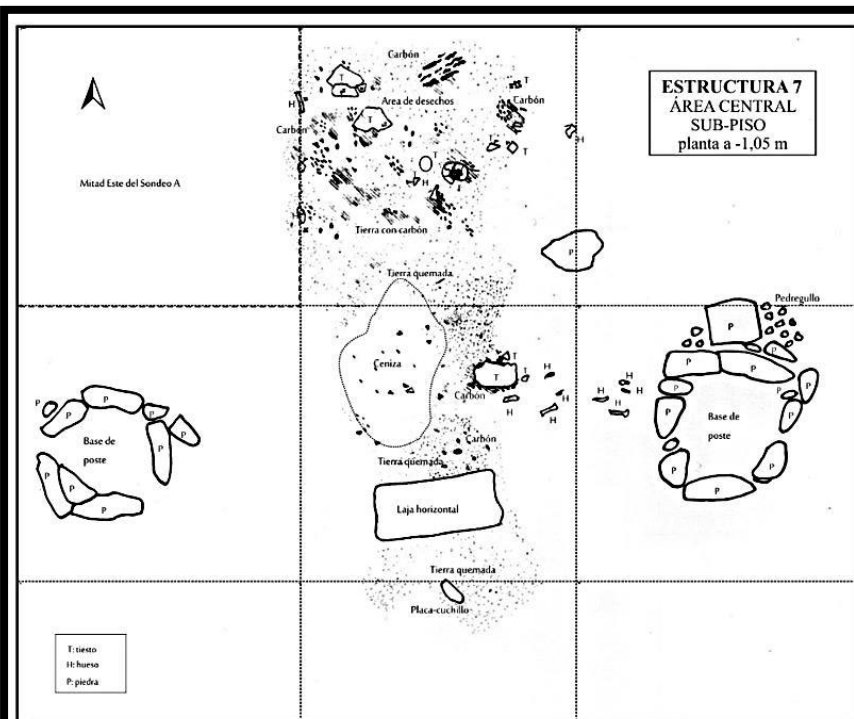 Carbón
T
T
H
Area de desechos
Carbón
T
Carbón
T
T
H
T
H
Mitad Este del Sondeo A
H
Tierra con carbón
ESTRUCTURA 7
ÁREA CENTRAL
SUB-PISO
planta a -1,05 m
P
Tierra quemada
Pedregullo
P
P
Ceniza
T
T
T
H
H
H
H
H
H
H
Carbón
P
P
P
P
P
P
Base de
poste
P
P
P
P
Carbón
Tierra quemada
P
P
P
Base de
poste
P
P
P
P
Laja horizontal
Tierra quemada
Placa-cuchillo
T: tiesto
H: hueso
P: piedra